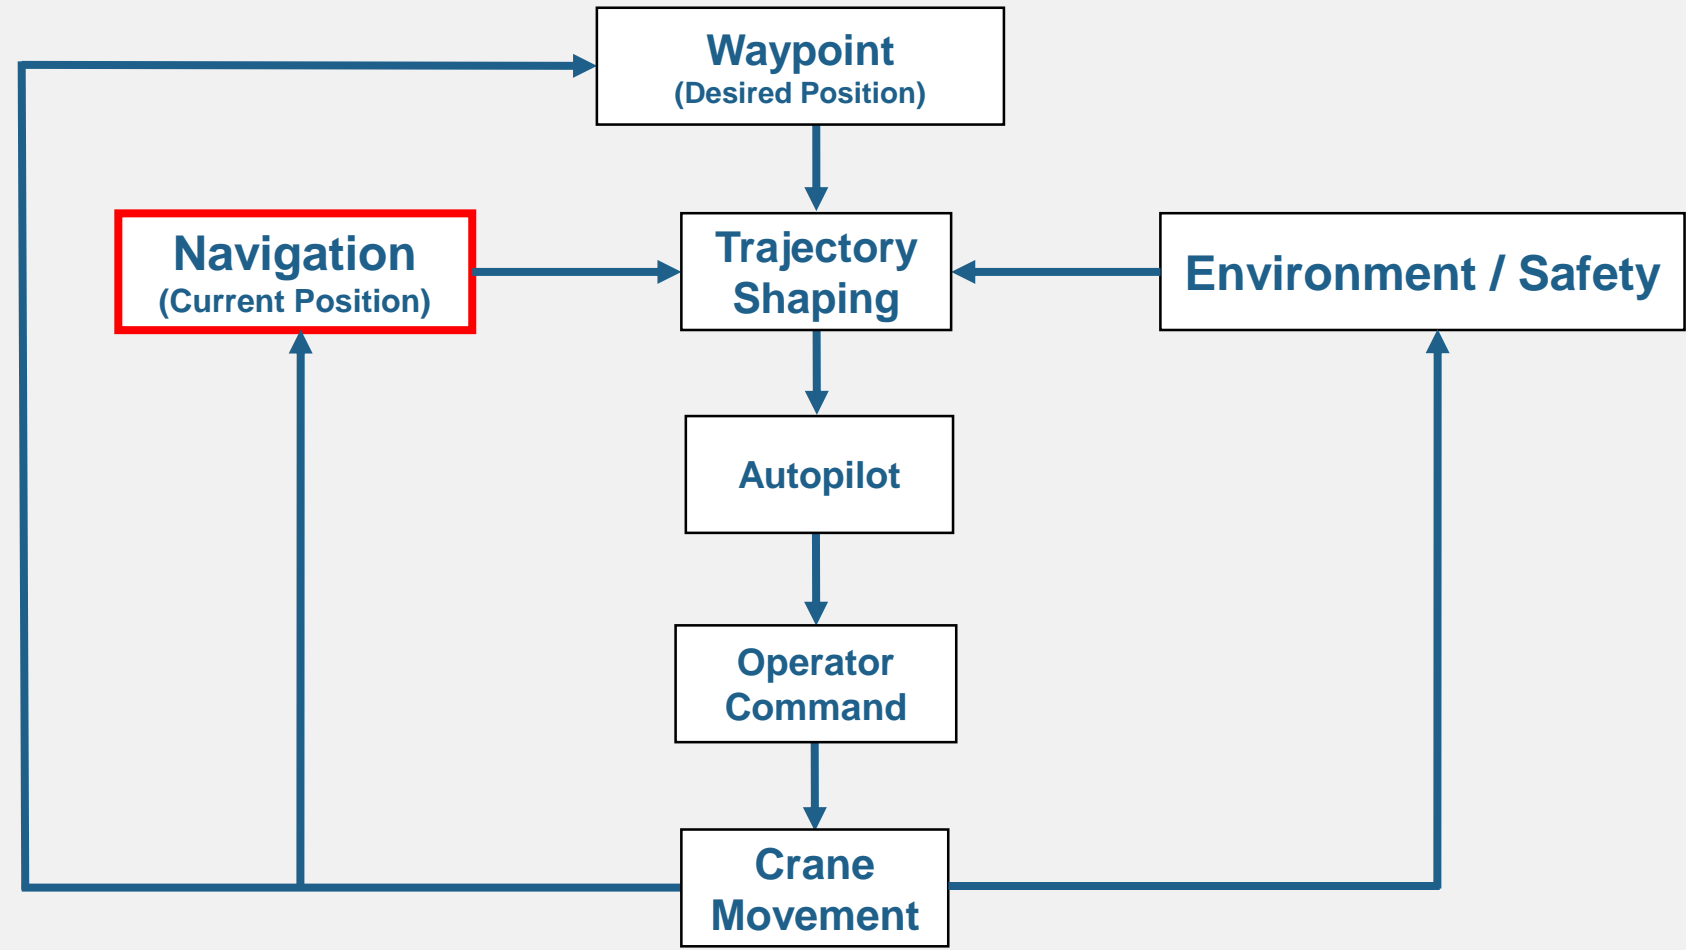 Waypoint
(Desired Position)
Navigation
(Current Position)
Trajectory
Shaping
Environment / Safety
Autopilot
Operator
Command
Crane
Movement